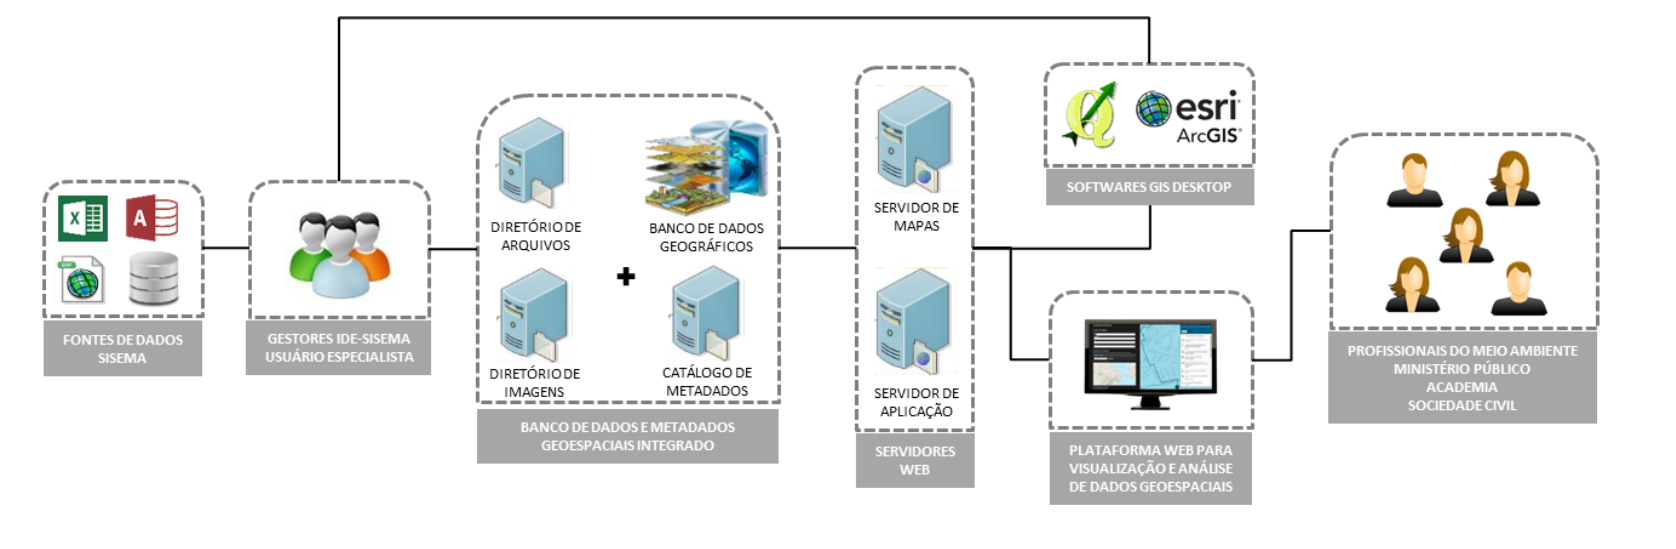 FONTES DE DADOS
SISEMA
GESTORES IDE-SISEMA
USUÁRIO ESPECIALISTA
DIRETÓRIO DE
ARQUIVOS
BANCO DE DADOS
GEOGRÁFICOS
+
DIRETÓRIO DE
IMAGENS
CATÁLOGO DE
METADADOS
BANCO DE DADOS E METADADOS
GEOESPACIAIS INTEGRADO
SERVIDOR DE
MAPAS
SERVIDOR DE
APLICAÇÃO
SERVIDORES
WEB
esri
ArcGIS
SOFTWARES GIS DESKTOP
PLATAFORMA WEB PARA
VISUALIZAÇÃO E ANÁLISE
DE DADOS GEOESPACIAIS
PROFISSIONAIS DO MEIO AMBIENTE
MINISTÉRIO PÚBLICO
ACADEMIA
SOCIEDADE CIVIL